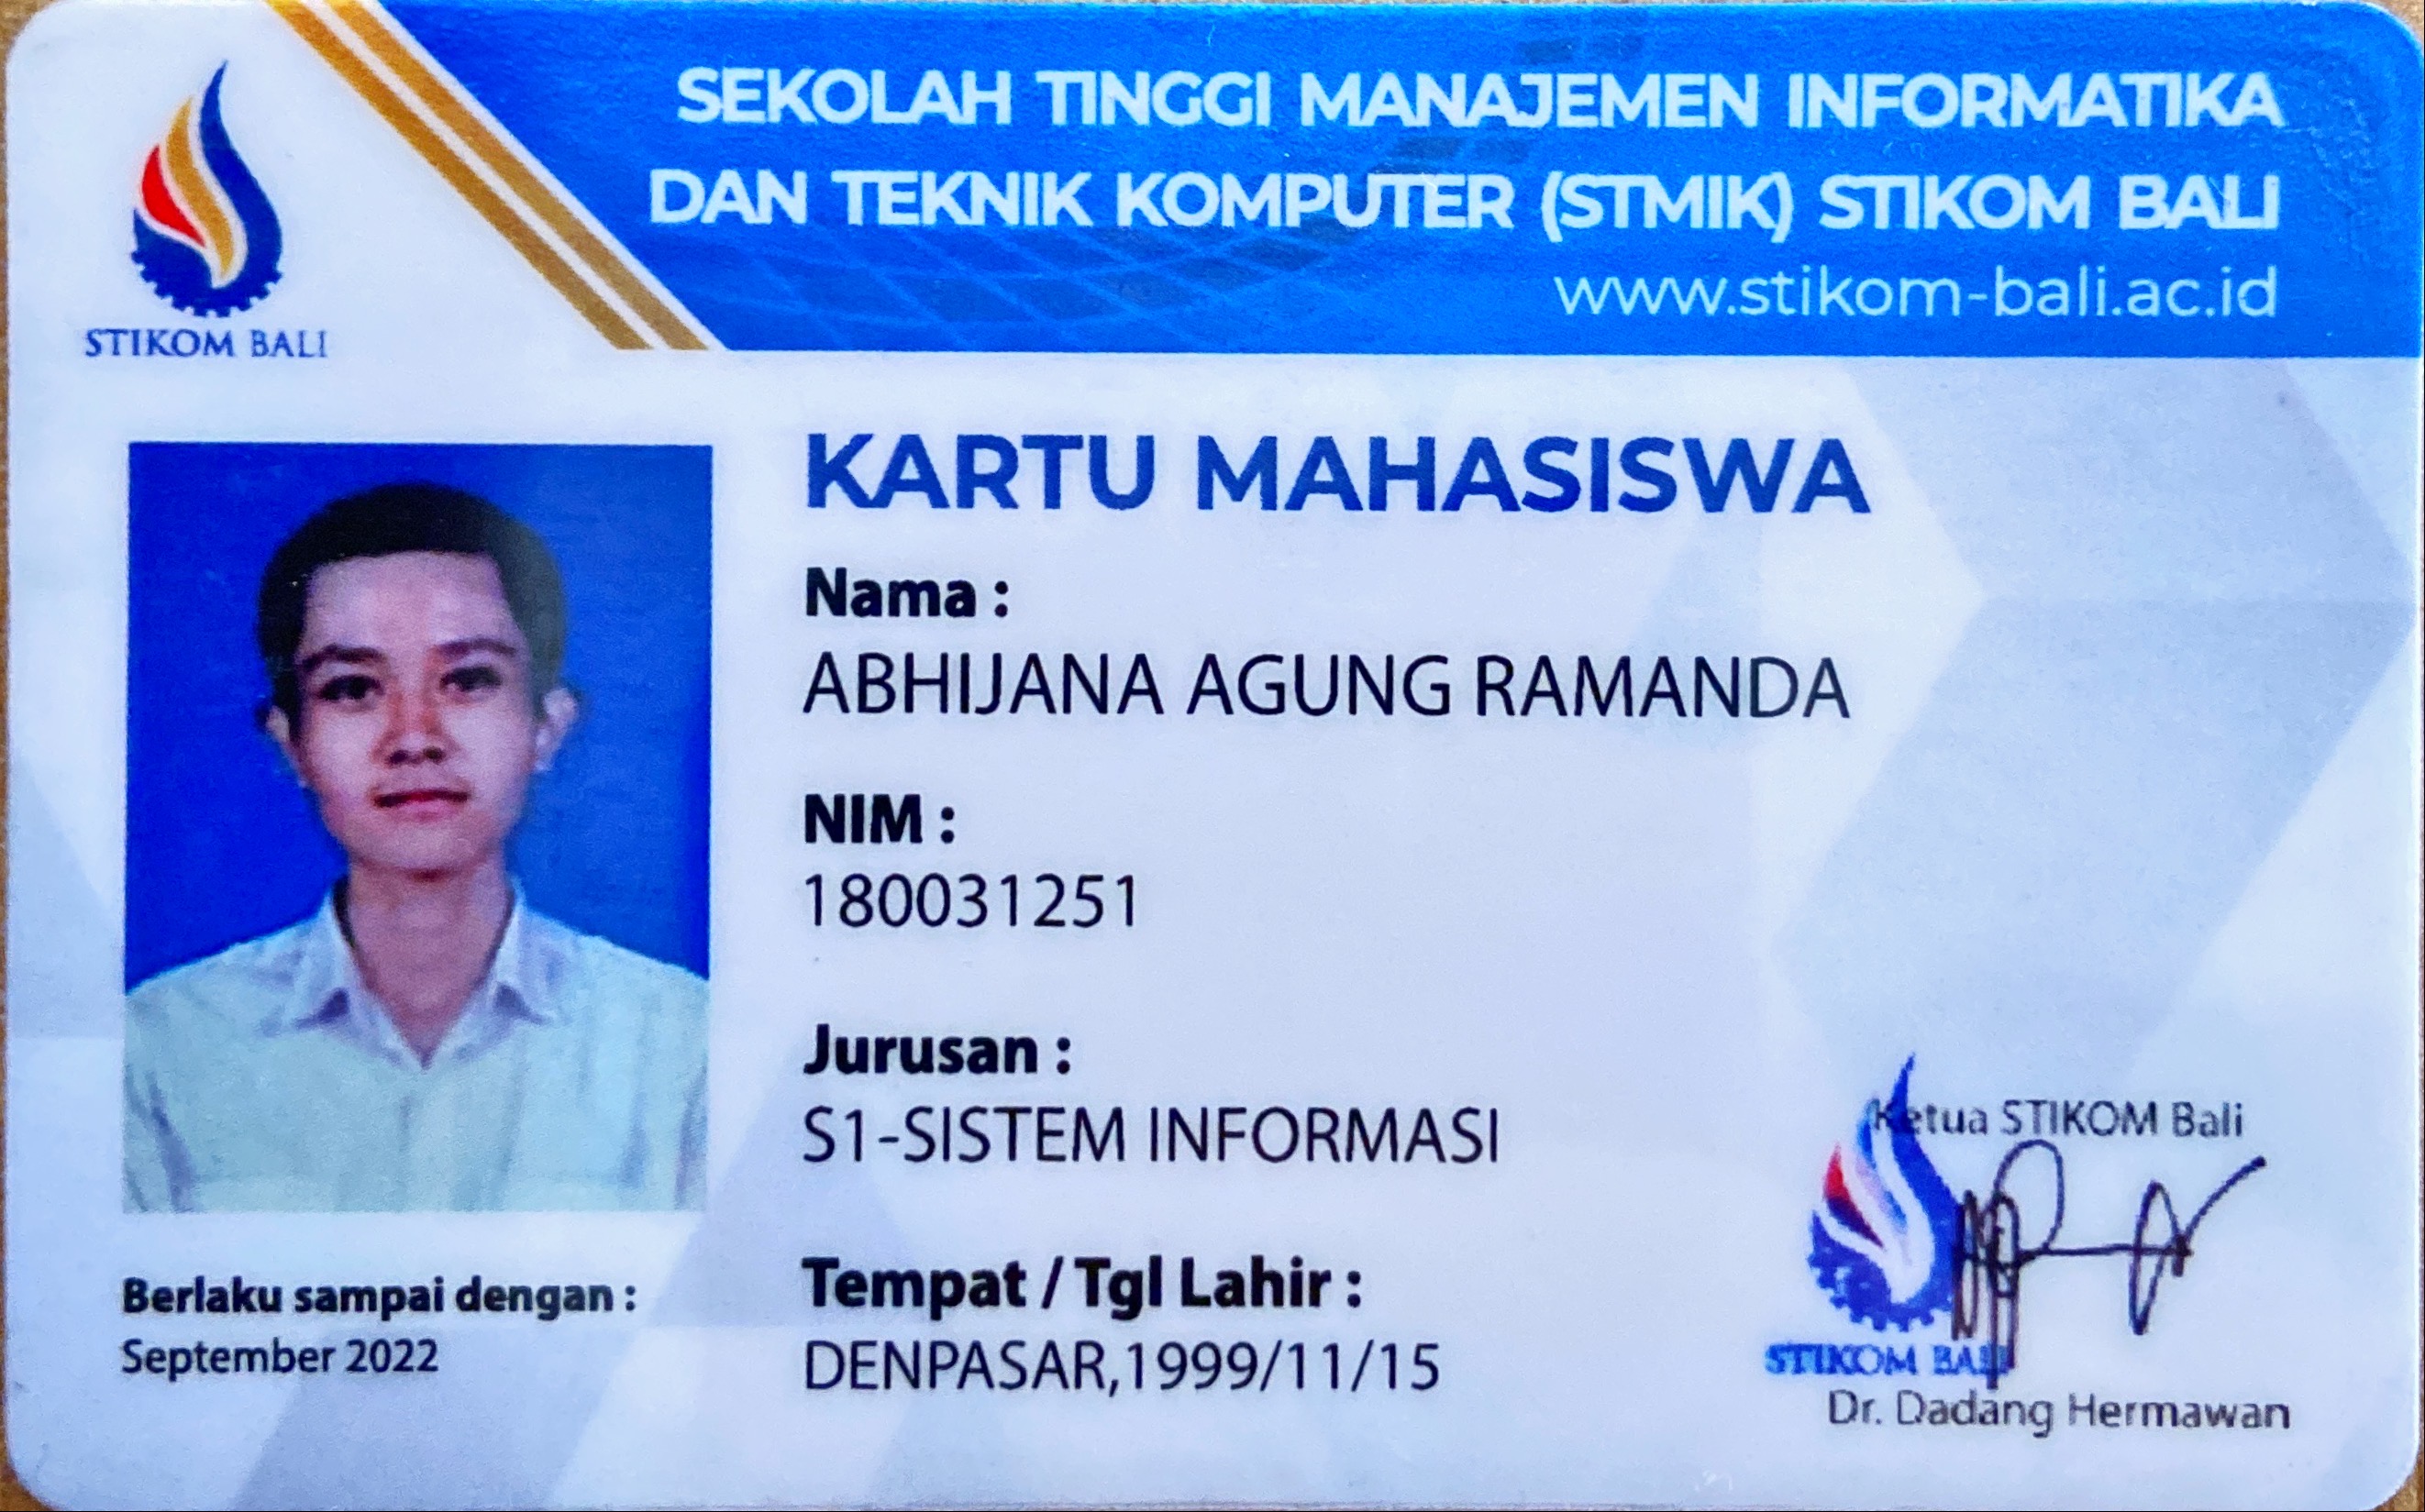 SEKOLAH TINGGI MANAJEMEN INFORMATIKA
DAN TEKNIK KOMPUTER (STMIK) STIKOM BALI
www.stikom-bali.ac.id
STIKOM BALI
KARTU MAHASISWA
Nama :
ABHIJANA AGUNG RAMANDA
NIM :
180031251
Jurusan :
S1-SISTEM INFORMASI
Tempat / Tgl Lahir :
DENPASAR,1999/11/15
Berlaku sampai dengan :
September 2022
Ketua STIKOM Bali
STIKOM BALI
Dr. Dadang Hermawan